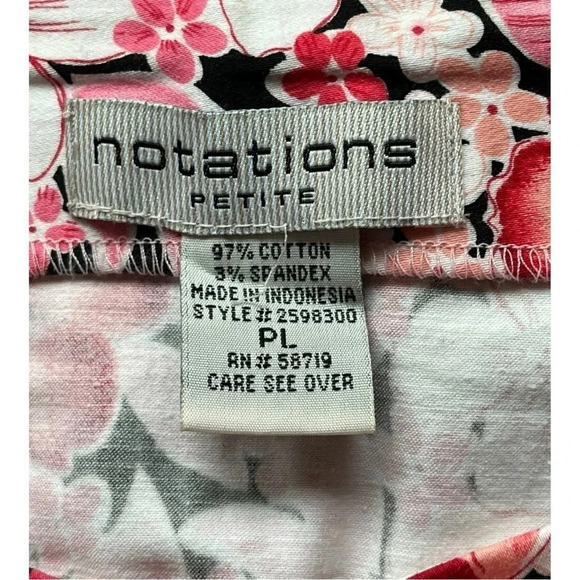 notations
PETITE
97% COTTON
3% SPANDEX
MADE IN INDONESIA
STYLE # 2598300
PL
RN# 58719
CARE SEE OVER